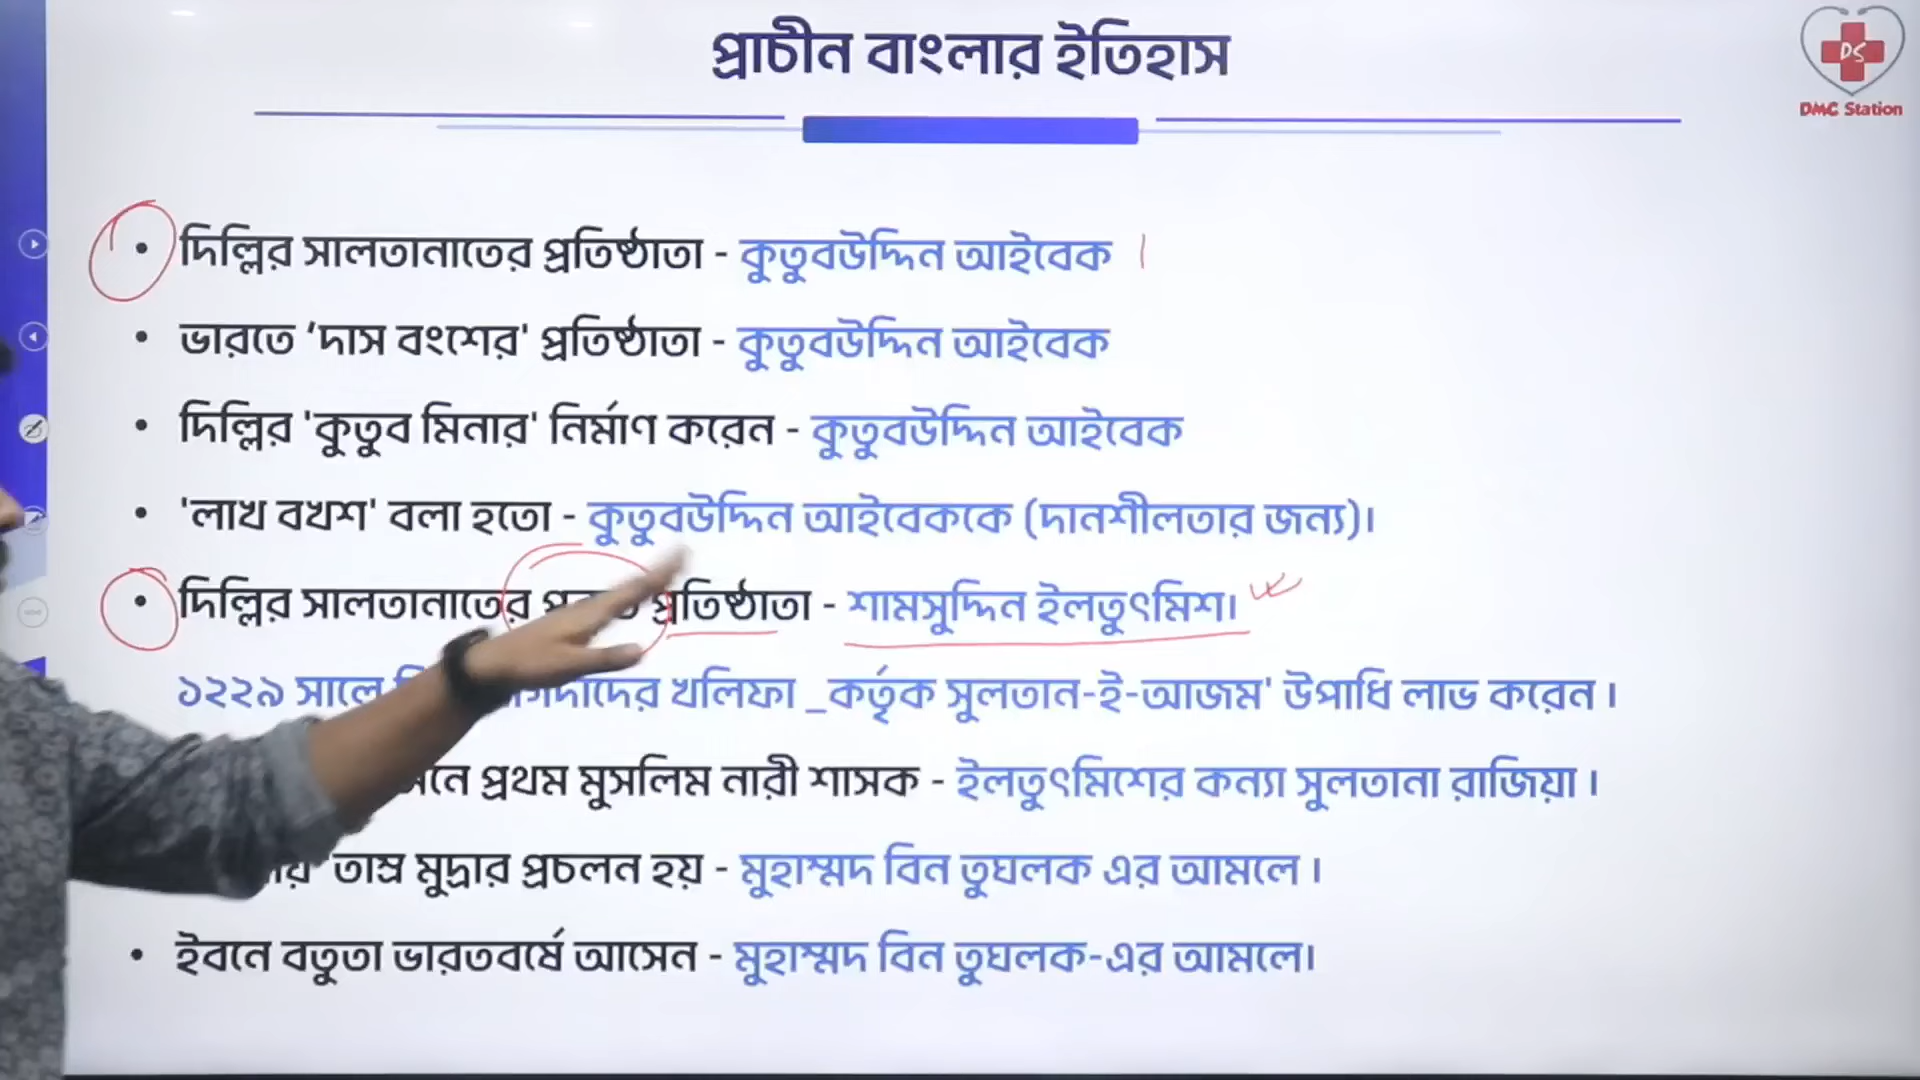 প্রাচীন বাংলার ইতিহাস
DS
DMC Station
• দিল্লির সালতানাতের প্রতিষ্ঠাতা - কুতুবউদ্দিন আইবেক
• ভারতে ‘দাস বংশের' প্রতিষ্ঠাতা - কুতুবউদ্দিন আইবেক
• দিল্লির 'কুতুব মিনার' নির্মাণ করেন - কুতুবউদ্দিন আইবেক
• 'লাখ বখশ' বলা হতো - কুতুবউদ্দিন আইবেককে (দানশীলতার জন্য)।
• দিল্লির সালতানাতের প্রতিষ্ঠাতা - শামসুদ্দিন ইলতুৎমিশ।
১২২৯ সালে খলিফা _কর্তৃক সুলতান-ই-আজম' উপাধি লাভ করেন ।
প্রথম মুসলিম নারী শাসক - ইলতুৎমিশের কন্যা সুলতানা রাজিয়া ।
তাম্র মুদ্রার প্রচলন হয় - মুহাম্মদ বিন তুঘলক এর আমলে ।
• ইবনে বতুতা ভারতবর্ষে আসেন - মুহাম্মদ বিন তুঘলক-এর আমলে।